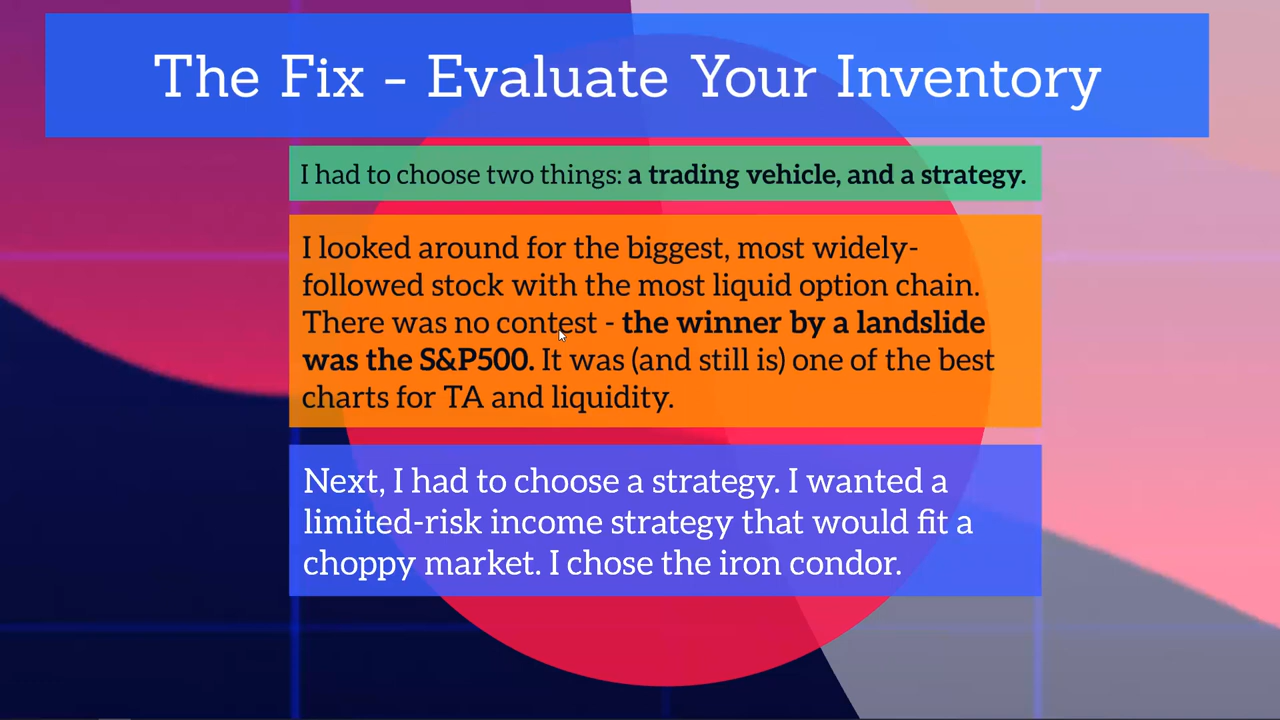 The Fix - Evaluate Your Inventory
I had to choose two things: a trading vehicle, and a strategy.
I looked around for the biggest, most widely-
followed stock with the most liquid option chain.
There was no contest - the winner by a landslide
was the S&P500. It was (and still is) one of the best
charts for TA and liquidity.
Next, I had to choose a strategy. I wanted a
limited-risk income strategy that would fit a
choppy market. I chose the iron condor.